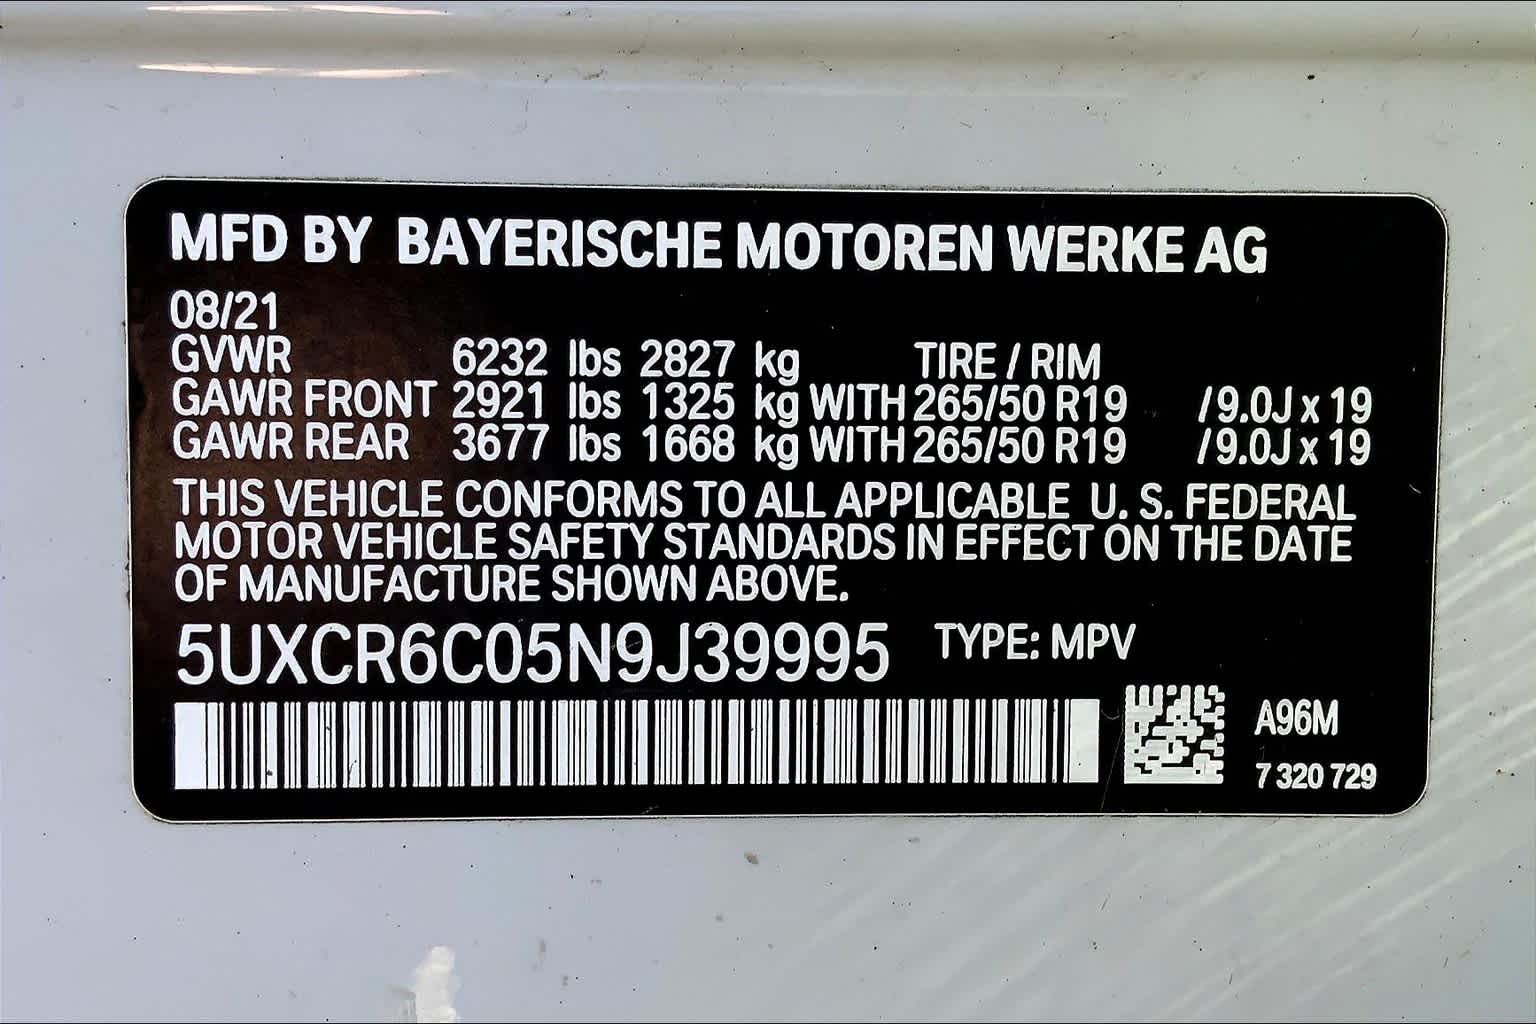 MFD BY BAYERISCHE MOTOREN WERKE AG
08/21
GVWR 6232 lbs 2827 kg TIRE / RIM
GAWR FRONT 2921 lbs 1325 kg WITH 265/50 R19 /9.0J x 19
GAWR REAR 3677 lbs 1668 kg WITH 265/50 R19 /9.0J x 19
THIS VEHICLE CONFORMS TO ALL APPLICABLE U. S. FEDERAL
MOTOR VEHICLE SAFETY STANDARDS IN EFFECT ON THE DATE
OF MANUFACTURE SHOWN ABOVE.
5UXCR6C05N9J39995 TYPE: MPV
A96M
7 320 729